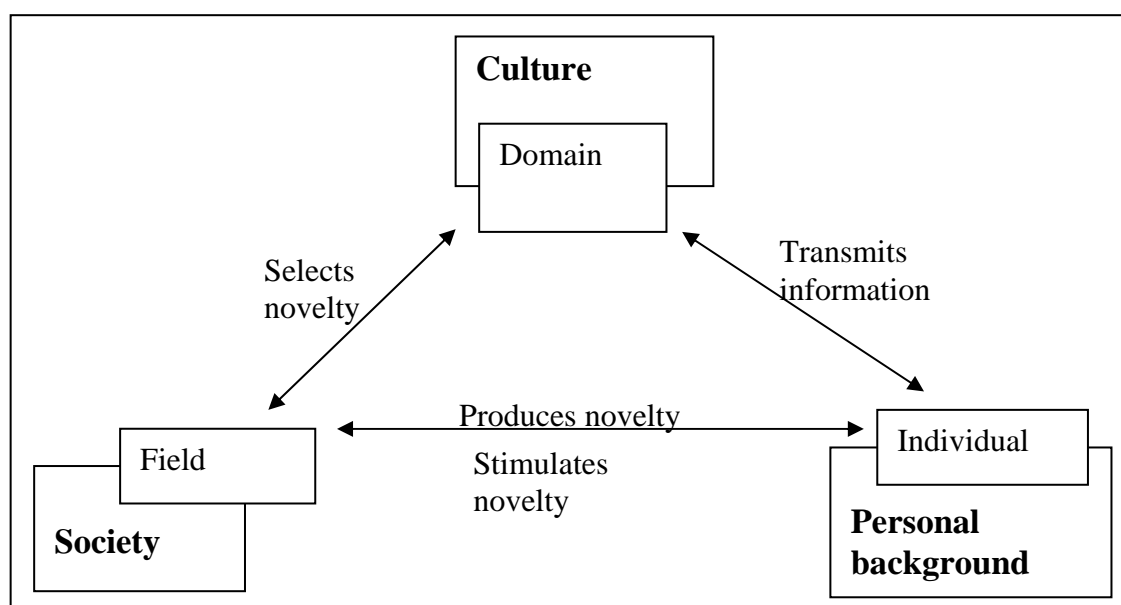 Culture
Domain
Selects
novelty
Transmits
information
Produces novelty
Stimulates
novelty
Field
Society
Individual
Personal
background